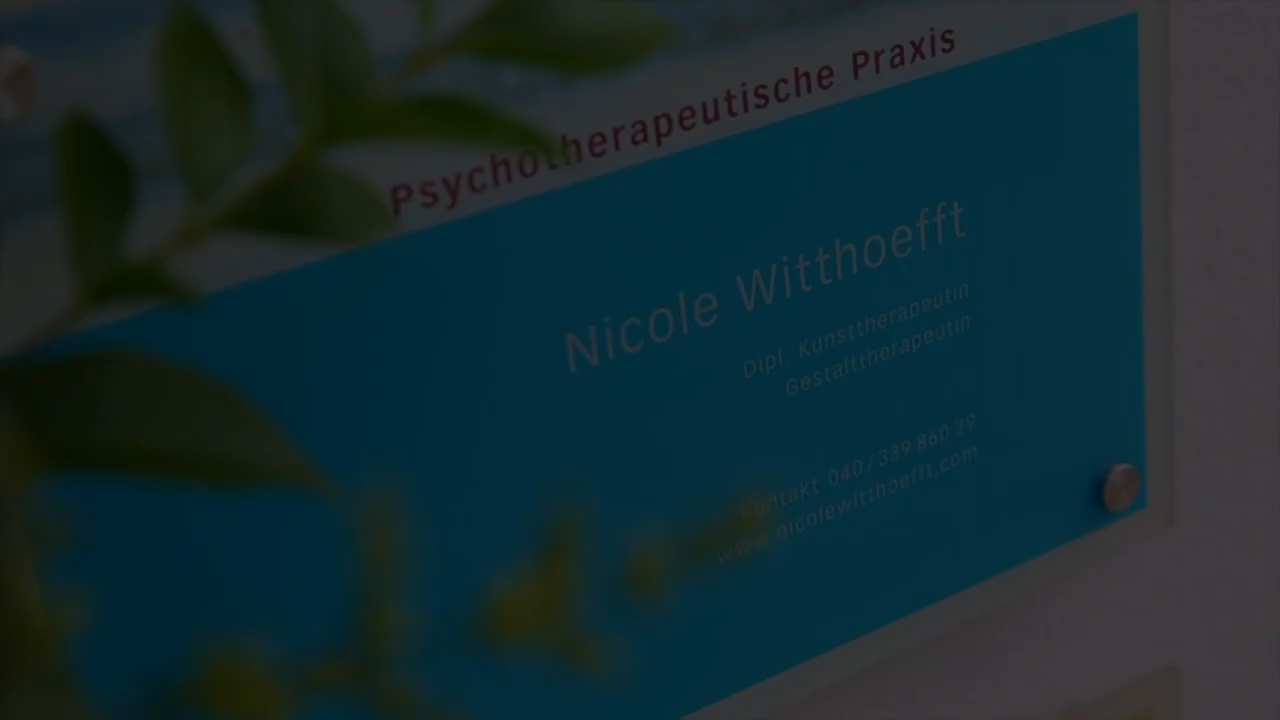 Psychotherapeutische Praxis
Nicole Witthoefft
Dipl. Kunsttherapeutin
Gestalttherapeutin
Kontakt 040 / 339 860 29
www.nicolewitthoefft.com